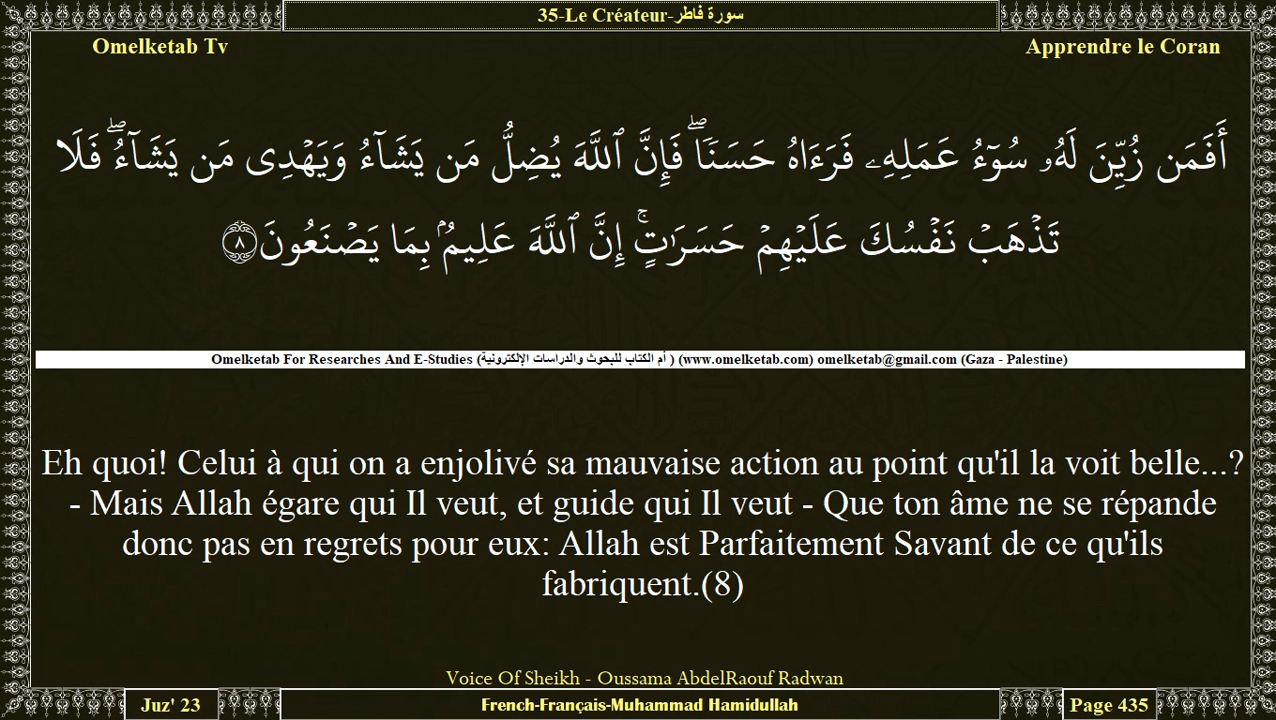 35-Le Créateur-سورة فاطر
Omelketab Tv
Apprendre le Coran
أَفَمَن زُيِّنَ لَهُۥ سُوٓءُ عَمَلِهِۦ فَرَءَاهُ حَسَنٗاۖ فَإِنَّ ٱللَّهَ يُضِلُّ مَن يَشَآءُ وَيَهۡدِي مَن يَشَآءُۖ فَلَا
تَذۡهَبۡ نَفۡسُكَ عَلَيۡهِمۡ حَسَرَٰتٍۚ إِنَّ ٱللَّهَ عَلِيمُۢ بِمَا يَصۡنَعُونَ ٨
Omelketab For Researches And E-Studies (أم الكتاب للبحوث والدراسات الإلكترونية ) (www.omelketab.com) omelketab@gmail.com (Gaza - Palestine)
Eh quoi! Celui à qui on a enjolivé sa mauvaise action au point qu'il la voit belle...?
- Mais Allah égare qui Il veut, et guide qui Il veut - Que ton âme ne se répande
donc pas en regrets pour eux: Allah est Parfaitement Savant de ce qu'ils
fabriquent.(8)
Voice Of Sheikh - Oussama AbdelRaouf Radwan
Juz' 23
French-Français-Muhammad Hamidullah
Page 435